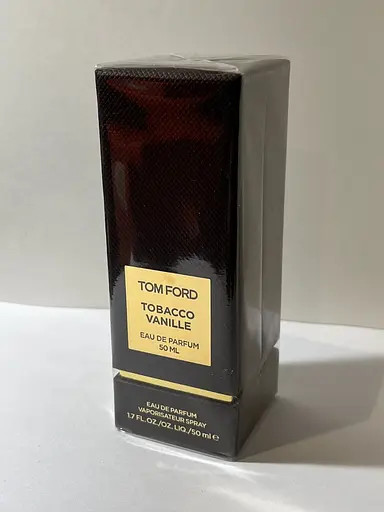 TOM FORD
TOBACCO
VANILLE
EAU DE PARFUM
50 ML
EAU DE PARFUM
VAPORISATEUR SPRAY
1.7 FL.OZ./OZ. LIQ./50 ml ℮